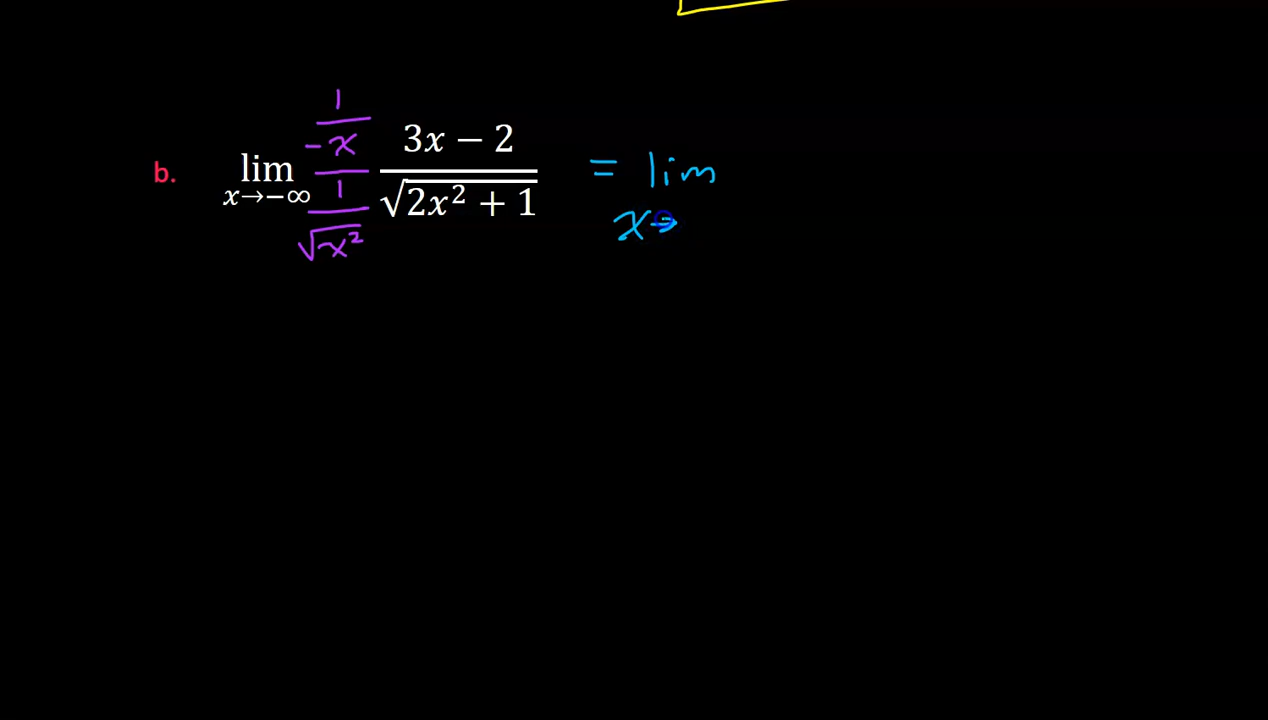 b. lim x→−∞ (1/−x)/(1/√x²) (3x − 2)/√(2x² + 1) = lim x→